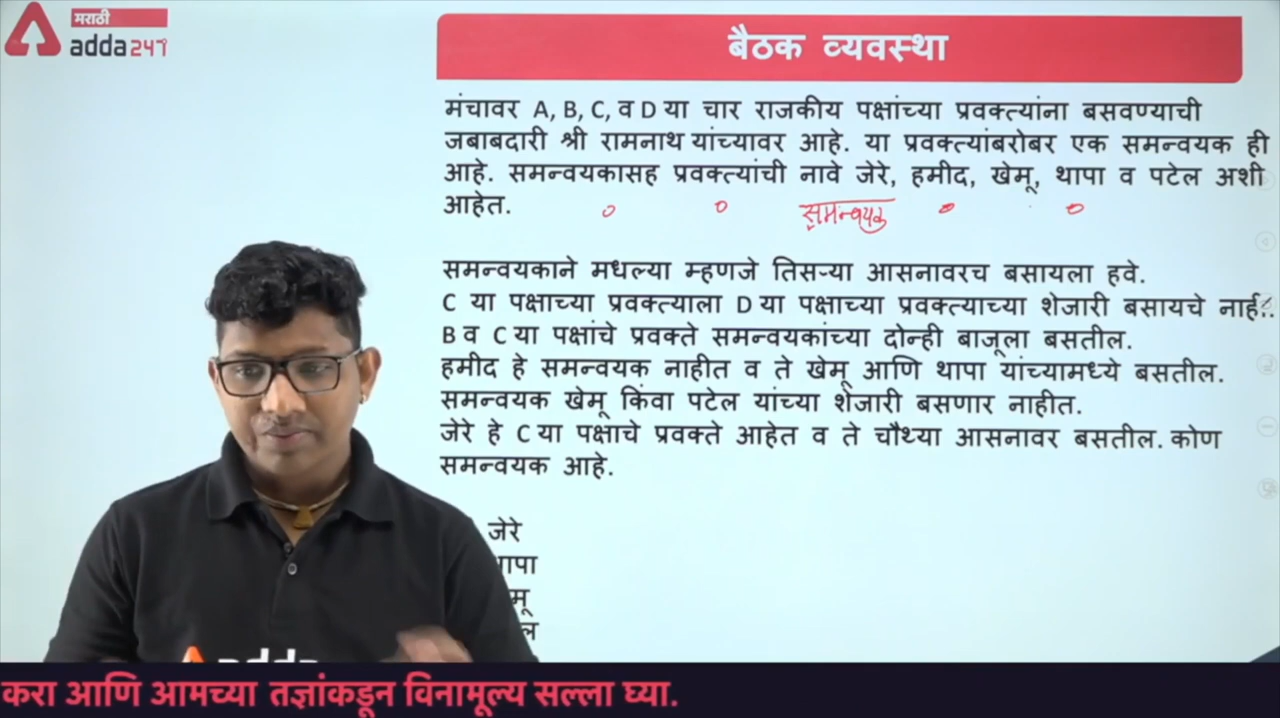 मराठी
adda247
बैठक व्यवस्था
मंचावर A, B, C, व D या चार राजकीय पक्षांच्या प्रवक्त्यांना बसवण्याची
जबाबदारी श्री रामनाथ यांच्यावर आहे. या प्रवक्त्यांबरोबर एक समन्वयक ही
आहे. समन्वयकासह प्रवक्त्यांची नावे जेरे, हमीद, खेमू, थापा व पटेल अशी
आहेत.
समन्वयक
समन्वयकाने मधल्या म्हणजे तिसऱ्या आसनावरच बसायला हवे.
C या पक्षाच्या प्रवक्त्याला D या पक्षाच्या प्रवक्त्याच्या शेजारी बसायचे
B व C या पक्षांचे प्रवक्ते समन्वयकांच्या दोन्ही बाजूला बसतील.
हमीद हे समन्वयक नाहीत व ते खेमू आणि थापा यांच्यामध्ये बसतील.
समन्वयक खेमू किंवा पटेल यांच्या शेजारी बसणार नाहीत.
जेरे हे C या पक्षाचे प्रवक्ते आहेत व ते चौथ्या आसनावर बसतील. कोण
समन्वयक आहे.
जेरे
करा आणि आमच्या तज्ञांकडून विनामूल्य सल्ला घ्या.